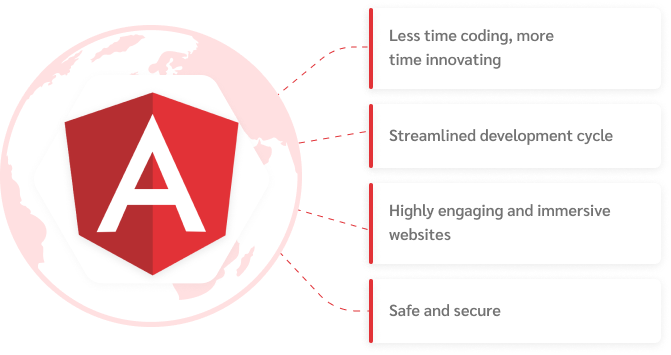 Less time coding, more
time innovating
Streamlined development cycle
Highly engaging and immersive
websites
Safe and secure
A